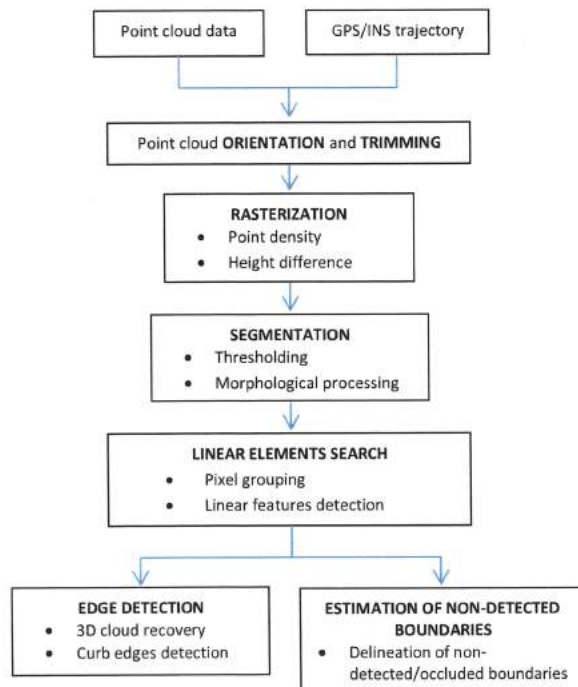 Point cloud data
GPS/INS trajectory
Point cloud ORIENTATION and TRIMMING
RASTERIZATION
• Point density
• Height difference
SEGMENTATION
• Thresholding
• Morphological processing
LINEAR ELEMENTS SEARCH
• Pixel grouping
• Linear features detection
EDGE DETECTION
• 3D cloud recovery
• Curb edges detection
ESTIMATION OF NON-DETECTED
BOUNDARIES
• Delineation of non-
detected/occluded boundaries